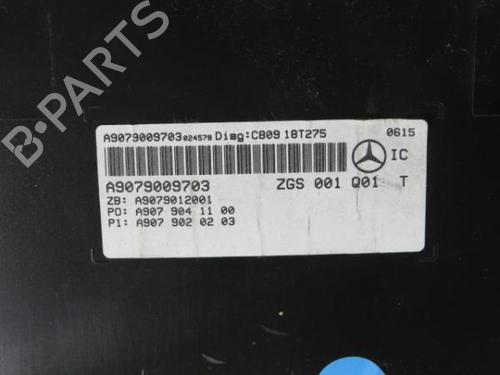 A9079009703 024578 Diag:C809 18T275 0615
IC
A9079009703 ZGS 001 Q01 T
ZB: A9079012001
P0: A907 904 11 00
P1: A907 902 02 03
B-PARTS